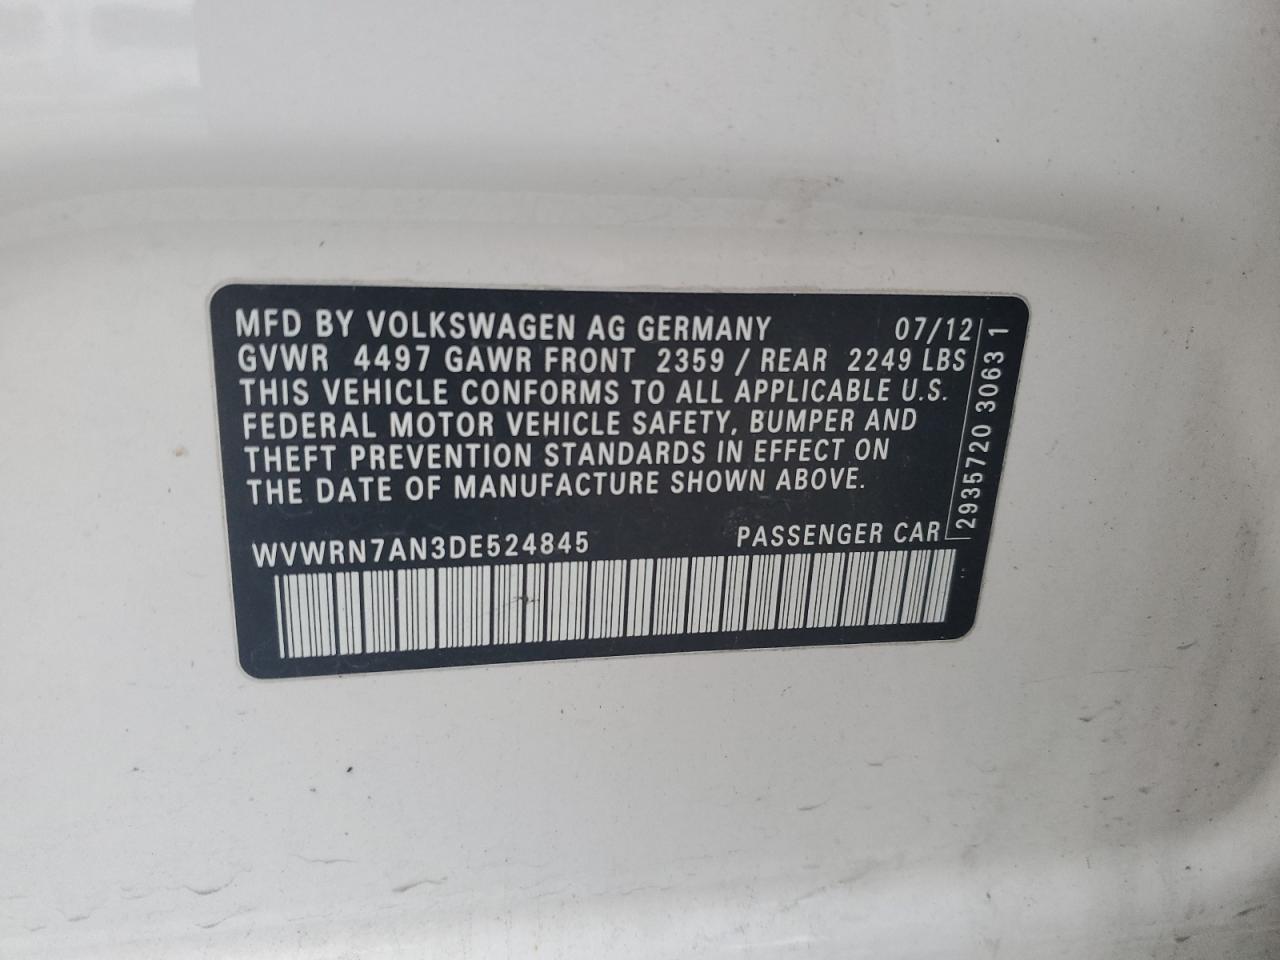 MFD BY VOLKSWAGEN AG GERMANY 07/12
GVWR 4497 GAWR FRONT 2359 / REAR 2249 LBS
THIS VEHICLE CONFORMS TO ALL APPLICABLE U.S.
FEDERAL MOTOR VEHICLE SAFETY, BUMPER AND
THEFT PREVENTION STANDARDS IN EFFECT ON
THE DATE OF MANUFACTURE SHOWN ABOVE.
WVWRN7AN3DE524845 PASSENGER CAR
2935720 3063 1